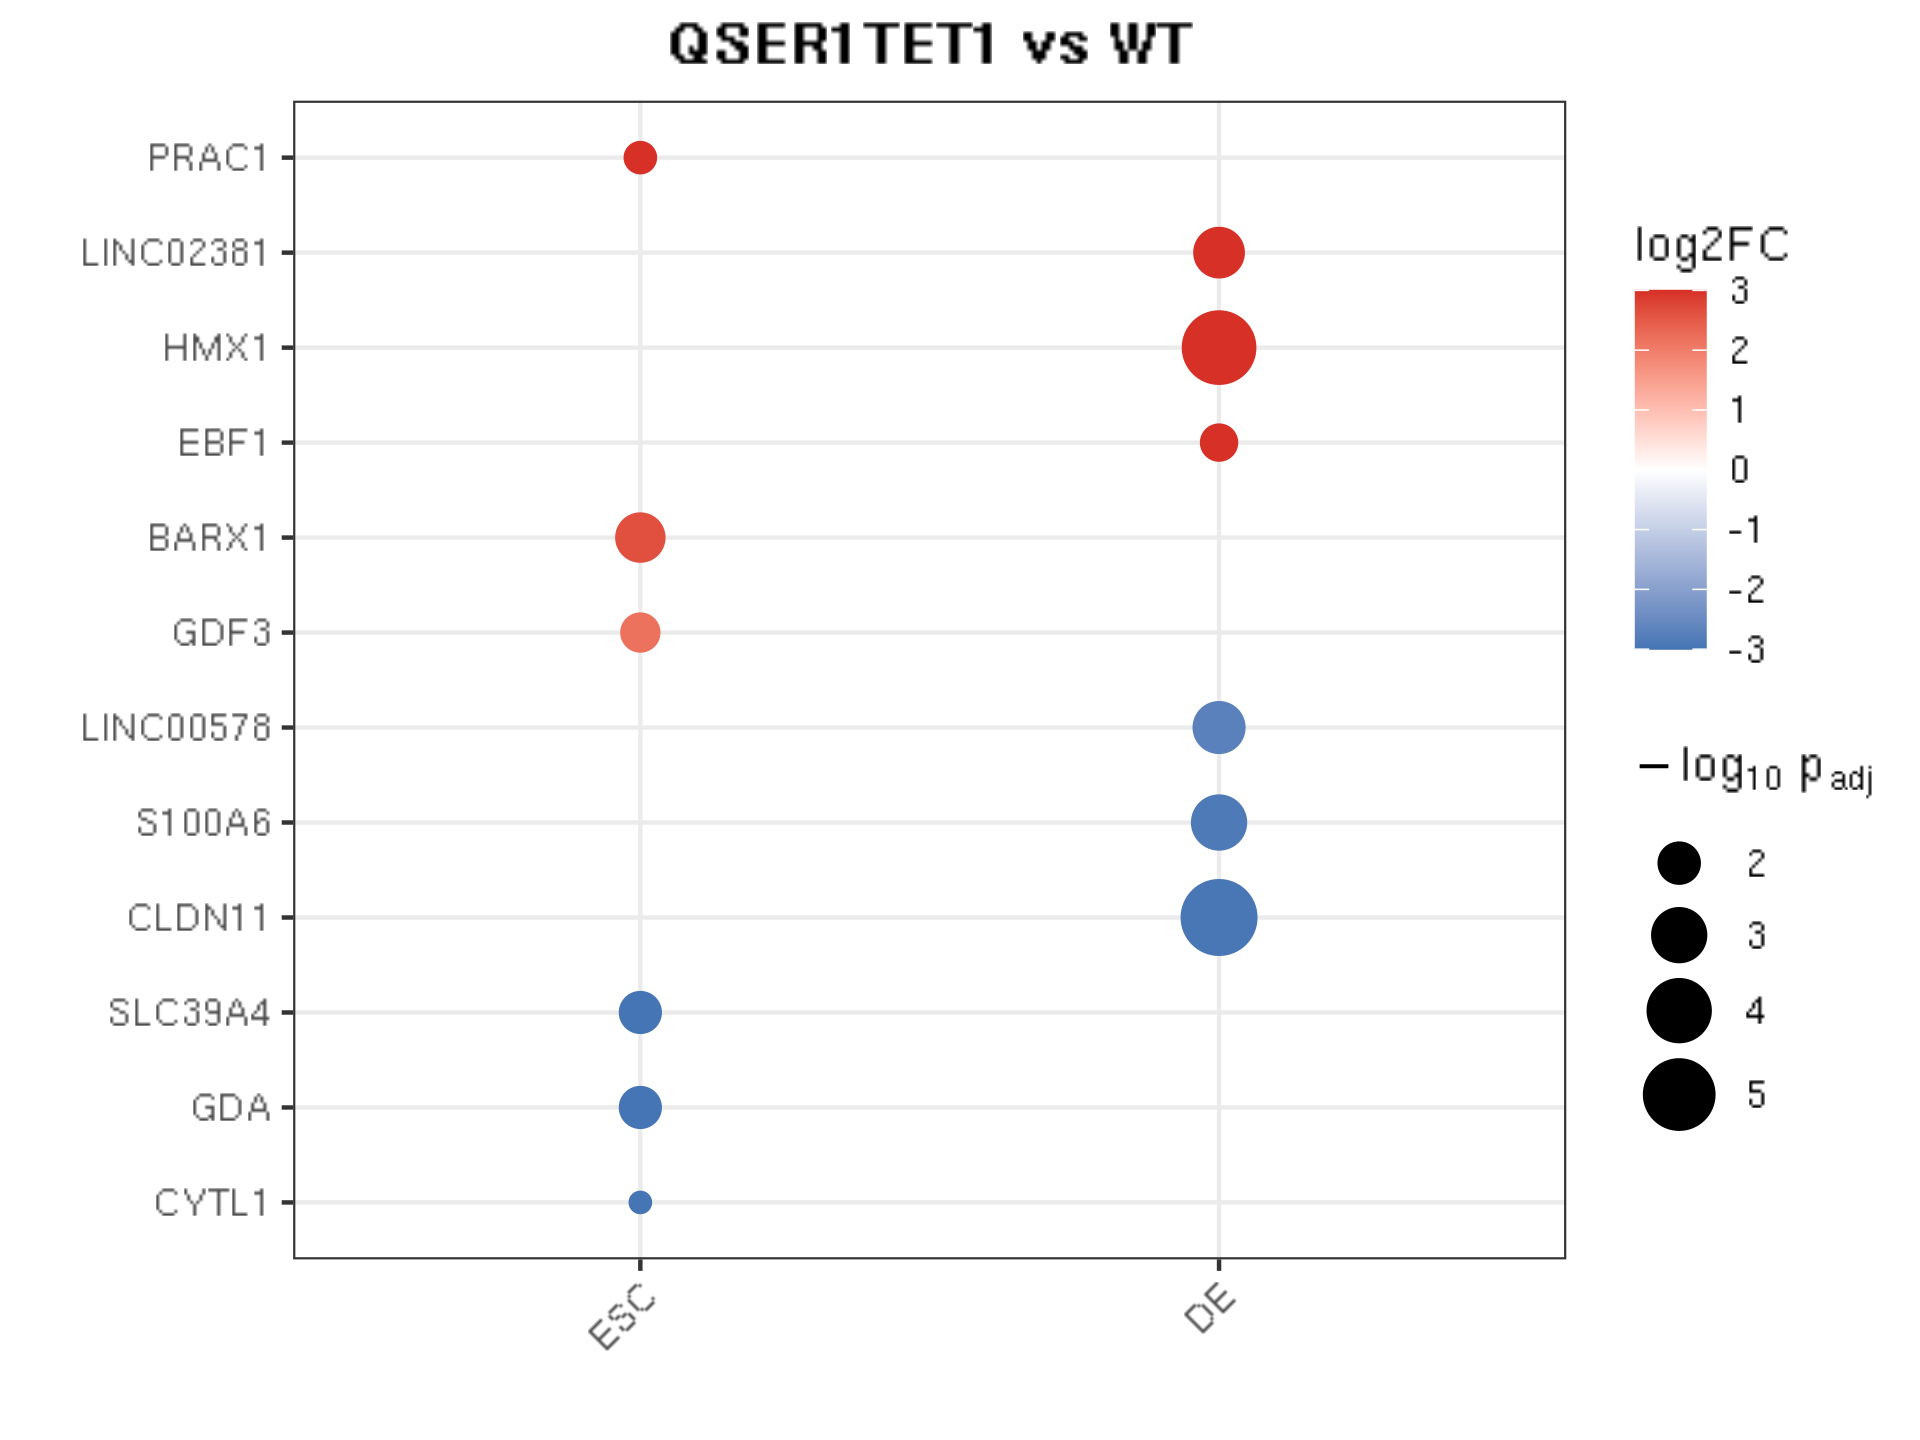 QSER1TET1 vs WT
PRAC1
LINC02381
HMX1
EBF1
BARX1
GDF3
LINC00578
S100A6
CLDN11
SLC39A4
GDA
CYTL1
ESC
DE
log2FC
3
2
1
0
-1
-2
-3
− log10 p adj
2
3
4
5